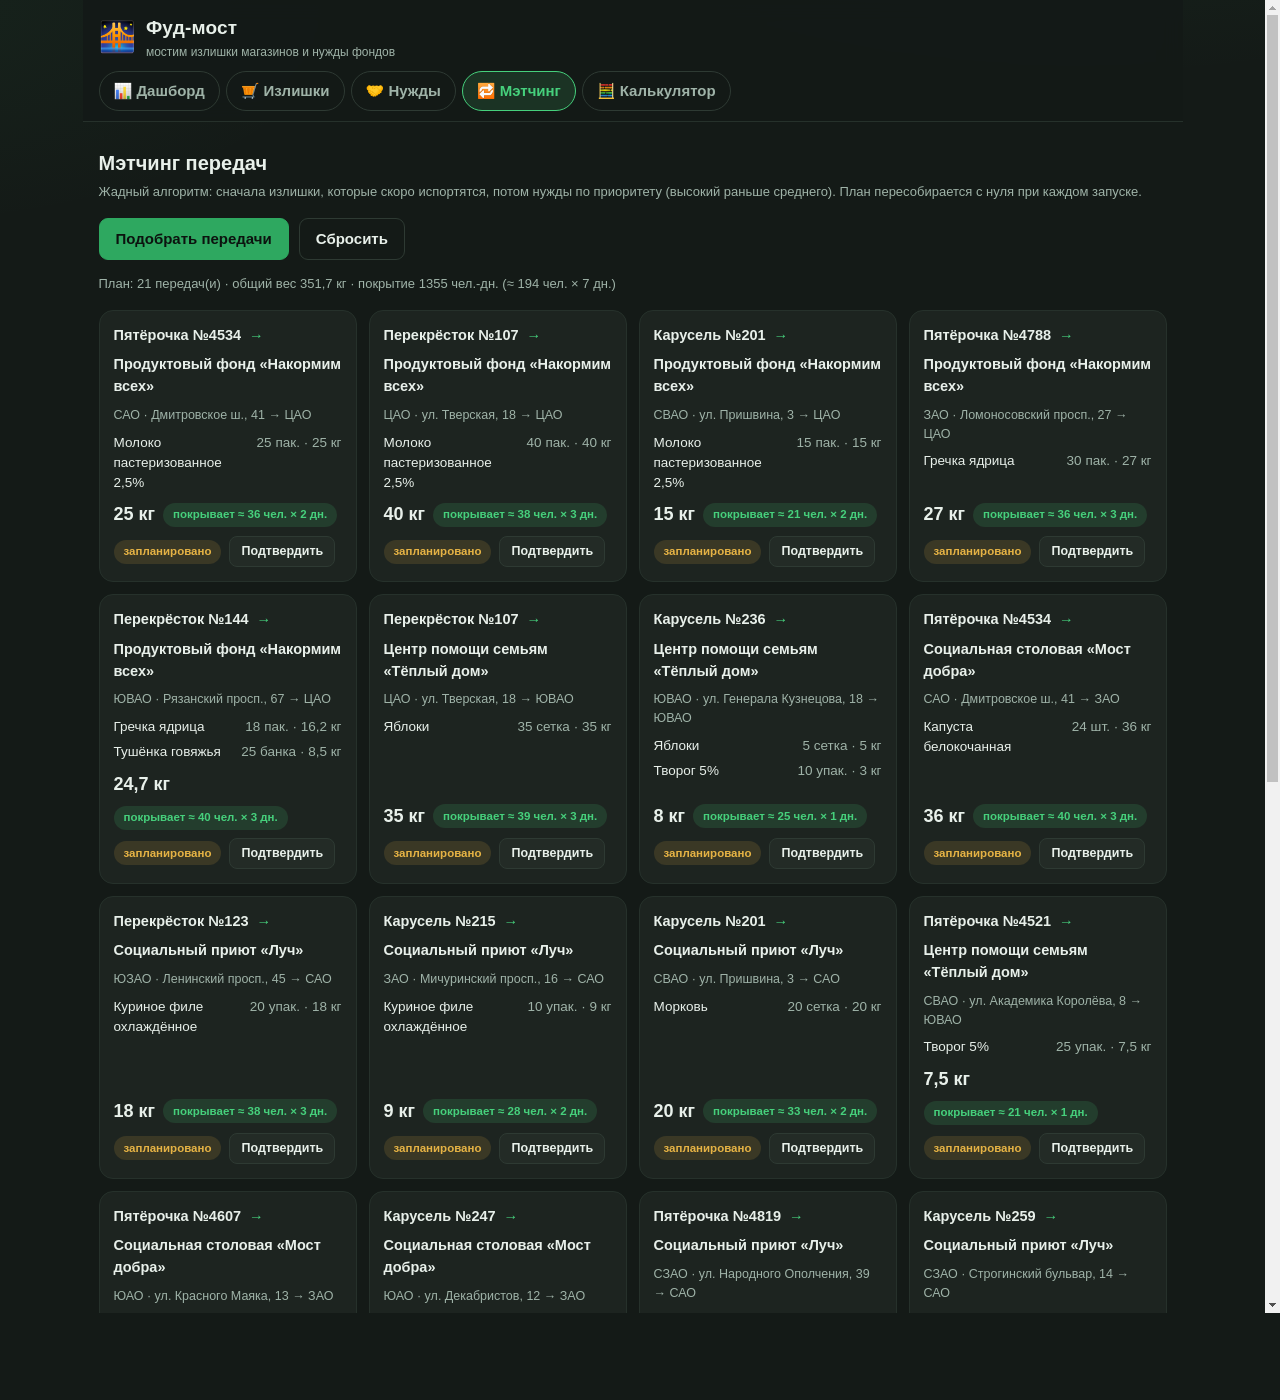 Фуд-мост
мостим излишки магазинов и нужды фондов
📊 Дашборд 🛒 Излишки 🤝 Нужды 🔁 Мэтчинг 🧮 Калькулятор
Мэтчинг передач
Жадный алгоритм: сначала излишки, которые скоро испортятся, потом нужды по приоритету (высокий раньше среднего). План пересобирается с нуля при каждом запуске.
Подобрать передачи Сбросить
План: 21 передач(и) · общий вес 351,7 кг · покрытие 1355 чел.-дн. (≈ 194 чел. × 7 дн.)
Пятёрочка №4534 →
Продуктовый фонд «Накормим
всех»
САО · Дмитровское ш., 41 → ЦАО
Молоко 25 пак. · 25 кг
пастеризованное
2,5%
25 кг покрывает ≈ 36 чел. × 2 дн.
запланировано Подтвердить
Перекрёсток №107 →
Продуктовый фонд «Накормим
всех»
ЦАО · ул. Тверская, 18 → ЦАО
Молоко 40 пак. · 40 кг
пастеризованное
2,5%
40 кг покрывает ≈ 38 чел. × 3 дн.
запланировано Подтвердить
Карусель №201 →
Продуктовый фонд «Накормим
всех»
СВАО · ул. Пришвина, 3 → ЦАО
Молоко 15 пак. · 15 кг
пастеризованное
2,5%
15 кг покрывает ≈ 21 чел. × 2 дн.
запланировано Подтвердить
Пятёрочка №4788 →
Продуктовый фонд «Накормим
всех»
ЗАО · Ломоносовский просп., 27 →
ЦАО
Гречка ядрица 30 пак. · 27 кг
27 кг покрывает ≈ 36 чел. × 3 дн.
запланировано Подтвердить
Перекрёсток №144 →
Продуктовый фонд «Накормим
всех»
ЮВАО · Рязанский просп., 67 → ЦАО
Гречка ядрица 18 пак. · 16,2 кг
Тушёнка говяжья 25 банка · 8,5 кг
24,7 кг
покрывает ≈ 40 чел. × 3 дн.
запланировано Подтвердить
Перекрёсток №107 →
Центр помощи семьям
«Тёплый дом»
ЦАО · ул. Тверская, 18 → ЮВАО
Яблоки 35 сетка · 35 кг
35 кг покрывает ≈ 39 чел. × 3 дн.
запланировано Подтвердить
Карусель №236 →
Центр помощи семьям
«Тёплый дом»
ЮВАО · ул. Генерала Кузнецова, 18 →
ЮВАО
Яблоки 5 сетка · 5 кг
Творог 5% 10 упак. · 3 кг
8 кг покрывает ≈ 25 чел. × 1 дн.
запланировано Подтвердить
Пятёрочка №4534 →
Социальная столовая «Мост
добра»
САО · Дмитровское ш., 41 → ЗАО
Капуста 24 шт. · 36 кг
белокочанная
36 кг покрывает ≈ 40 чел. × 3 дн.
запланировано Подтвердить
Перекрёсток №123 →
Социальный приют «Луч»
ЮЗАО · Ленинский просп., 45 → САО
Куриное филе 20 упак. · 18 кг
охлаждённое
18 кг покрывает ≈ 38 чел. × 3 дн.
запланировано Подтвердить
Карусель №215 →
Социальный приют «Луч»
ЗАО · Мичуринский просп., 16 → САО
Куриное филе 10 упак. · 9 кг
охлаждённое
9 кг покрывает ≈ 28 чел. × 2 дн.
запланировано Подтвердить
Карусель №201 →
Социальный приют «Луч»
СВАО · ул. Пришвина, 3 → САО
Морковь 20 сетка · 20 кг
20 кг покрывает ≈ 33 чел. × 2 дн.
запланировано Подтвердить
Пятёрочка №4521 →
Центр помощи семьям
«Тёплый дом»
СВАО · ул. Академика Королёва, 8 →
ЮВАО
Творог 5% 25 упак. · 7,5 кг
7,5 кг
покрывает ≈ 21 чел. × 1 дн.
запланировано Подтвердить
Пятёрочка №4607 →
Социальная столовая «Мост
добра»
ЮАО · ул. Красного Маяка, 13 → ЗАО
Карусель №247 →
Социальная столовая «Мост
добра»
ЮАО · ул. Декабристов, 12 → ЗАО
Пятёрочка №4819 →
Социальный приют «Луч»
СЗАО · ул. Народного Ополчения, 39
→ САО
Карусель №259 →
Социальный приют «Луч»
СЗАО · Строгинский бульвар, 14 →
САО